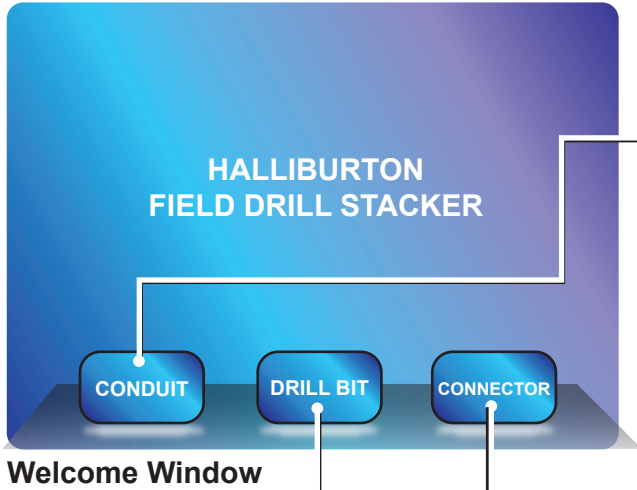 HALLIBURTON
FIELD DRILL STACKER
CONDUIT
DRILL BIT
CONNECTOR
Welcome Window